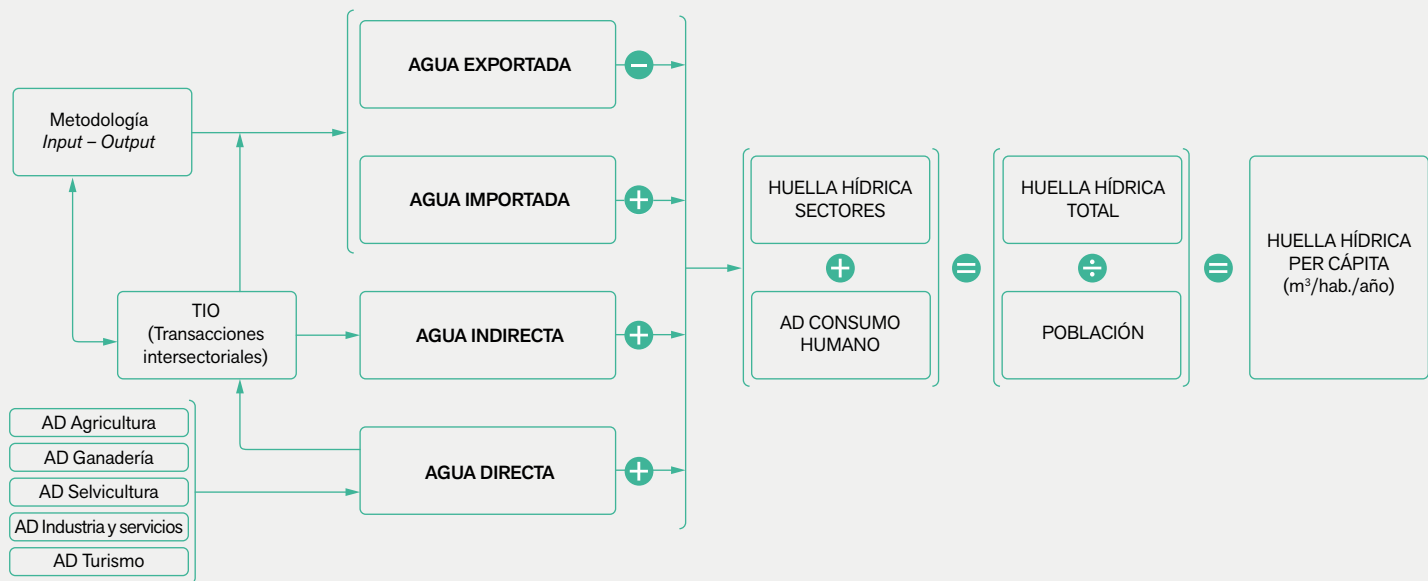 Metodología
Input – Output
TIO
(Transacciones
intersectoriales)
AD Agricultura
AD Ganadería
AD Selvicultura
AD Industria y servicios
AD Turismo
AGUA EXPORTADA
−
AGUA IMPORTADA
+
AGUA INDIRECTA
+
AGUA DIRECTA
+
HUELLA HÍDRICA
SECTORES
+
AD CONSUMO
HUMANO
=
HUELLA HÍDRICA
TOTAL
÷
POBLACIÓN
=
HUELLA HÍDRICA
PER CÁPITA
(m³/hab./año)